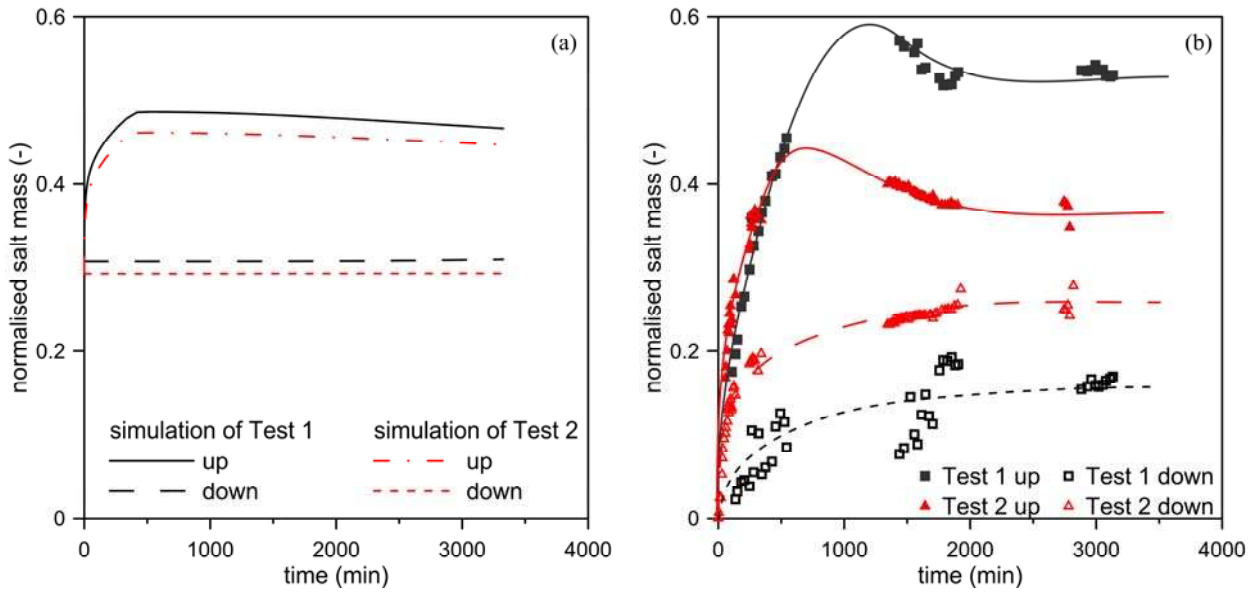 0.6
0.4
0.2
0
normalised salt mass (-)
(a)
simulation of Test 1
up
down
simulation of Test 2
up
down
0 1000 2000 3000 4000
time (min)
0.6
0.4
0.2
0
normalised salt mass (-)
(b)
Test 1 up
Test 1 down
Test 2 up
Test 2 down
0 1000 2000 3000 4000
time (min)